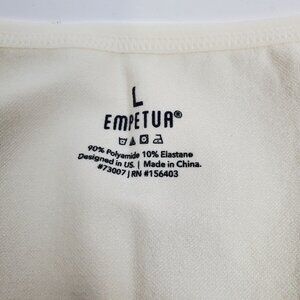 L
EMPETUA®
90% Polyamide 10% Elastane
Designed in US. | Made in China.
#73007 | RN #156403